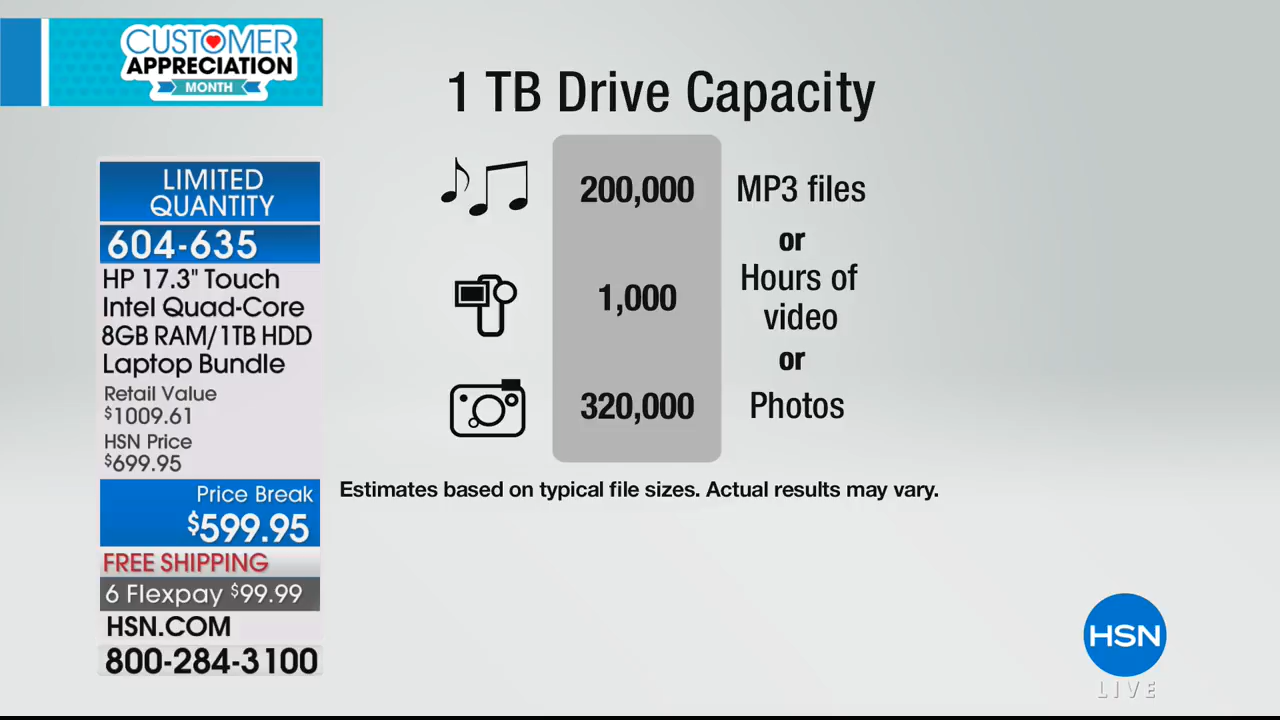 CUSTOMER
APPRECIATION
MONTH
LIMITED
QUANTITY
604-635
HP 17.3" Touch
Intel Quad-Core
8GB RAM/1TB HDD
Laptop Bundle
Retail Value
$1009.61
HSN Price
$699.95
Price Break
$599.95
FREE SHIPPING
6 Flexpay $99.99
HSN.COM
800-284-3100
1 TB Drive Capacity
200,000 MP3 files
or
1,000 Hours of
video
or
320,000 Photos
Estimates based on typical file sizes. Actual results may vary.
HSN
LIVE